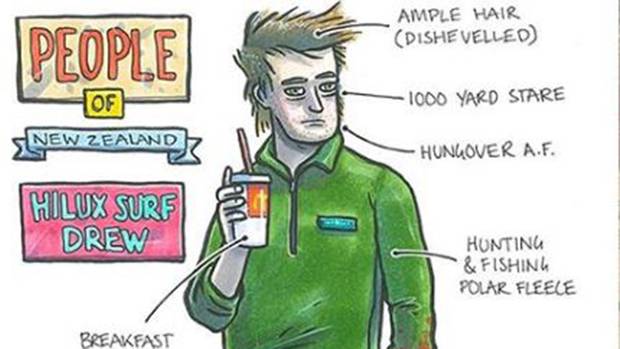 PEOPLE
OF
NEW ZEALAND
HILUX SURF
DREW
AMPLE HAIR
(DISHEVELLED)
1000 YARD STARE
HUNGOVER A.F.
HUNTING
& FISHING
POLAR FLEECE
BREAKFAST